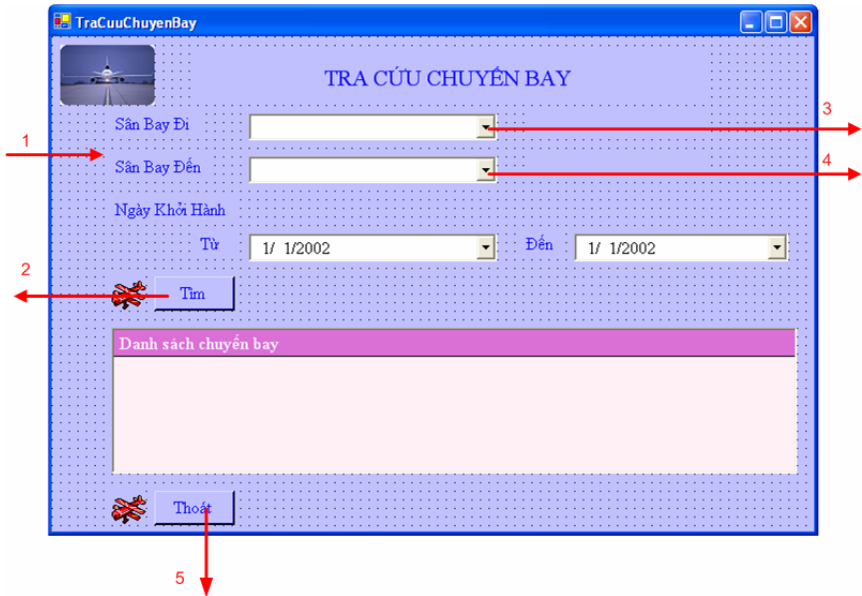 TraCuuChuyenBay
TRA CỨU CHUYẾN BAY
3
Sân Bay Đi
1
4
Sân Bay Đến
Ngày Khởi Hành
Từ 1/ 1/2002 Đến 1/ 1/2002
2
Tìm
Danh sách chuyến bay
Thoát
5